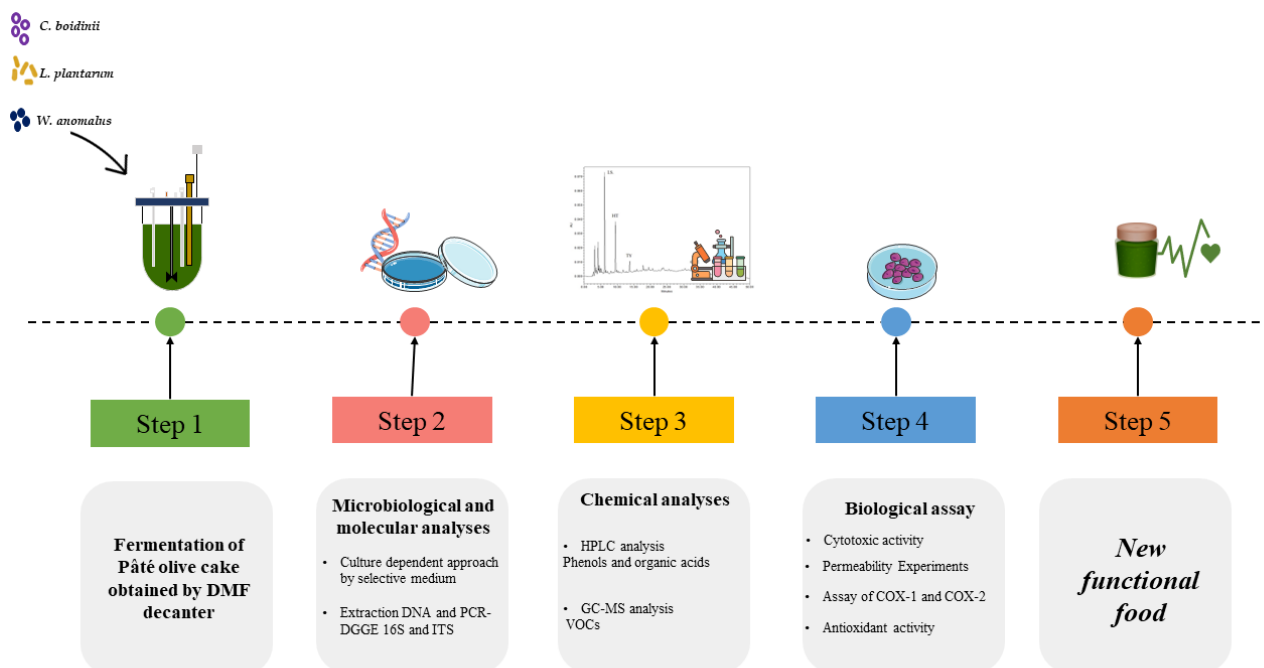 C. boidinii
L. plantarum
W. anomalus
LA
HT
TY
Step 1
Step 2
Step 3
Step 4
Step 5
Fermentation of
Pâté olive cake
obtained by DMF
decanter
Microbiological and
molecular analyses
• Culture dependent approach
by selective medium
• Extraction DNA and PCR-
DGGE 16S and ITS
Chemical analyses
• HPLC analysis
Phenols and organic acids
• GC-MS analysis
VOCs
Biological assay
• Cytotoxic activity
• Permeability Experiments
• Assay of COX-1 and COX-2
• Antioxidant activity
New
functional
food